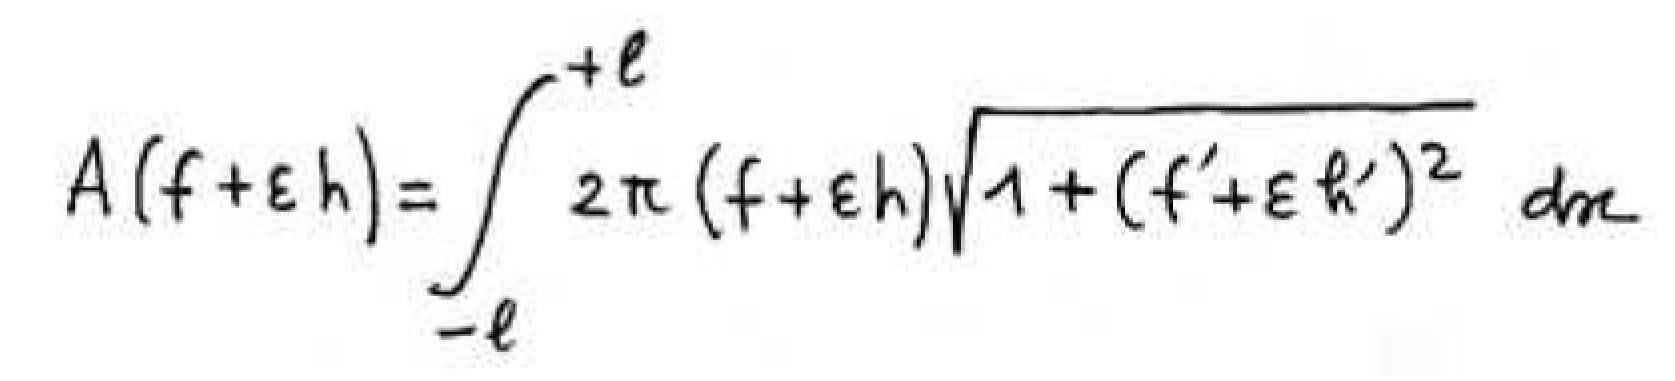 A(f+εh) = ∫_{-ℓ}^{+ℓ} 2π (f+εh) √(1+(f'+εh')²) dx